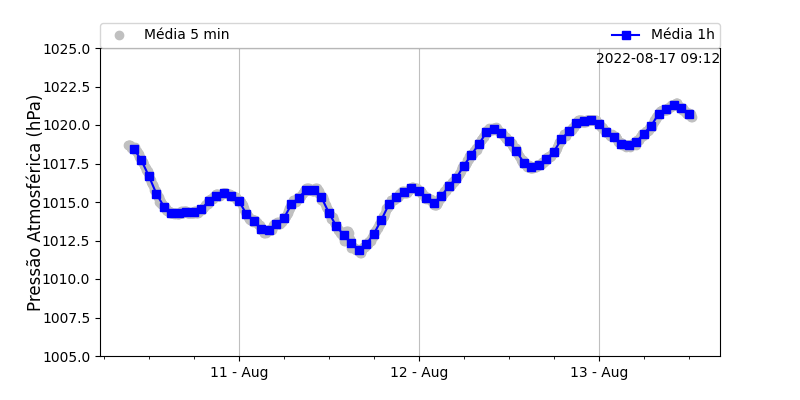 Média 5 min
Média 1h
2022-08-17 09:12
Pressão Atmosférica (hPa)
1025.0
1022.5
1020.0
1017.5
1015.0
1012.5
1010.0
1007.5
1005.0
11 - Aug
12 - Aug
13 - Aug